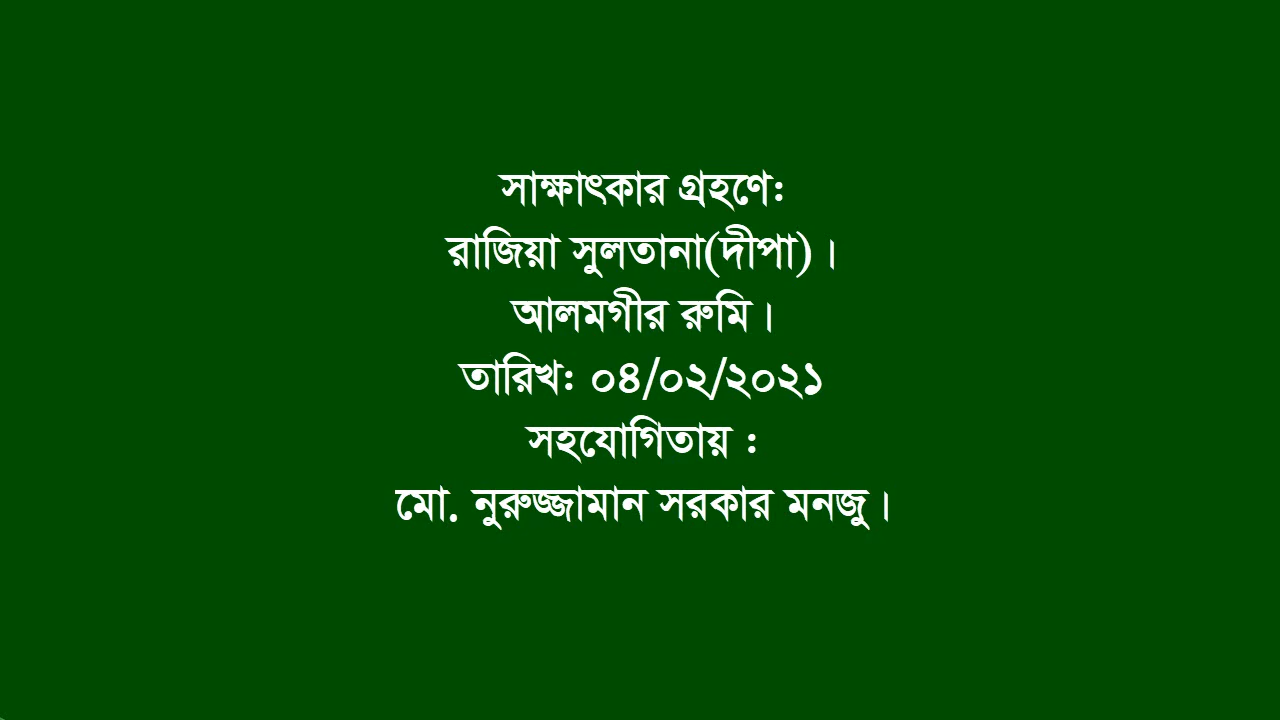 সাক্ষাৎকার গ্রহণে:
রাজিয়া সুলতানা(দীপা)।
আলমগীর রুমি।
তারিখ: ০৪/০২/২০২১
সহযোগিতায় :
মো. নুরুজ্জামান সরকার মনজু।